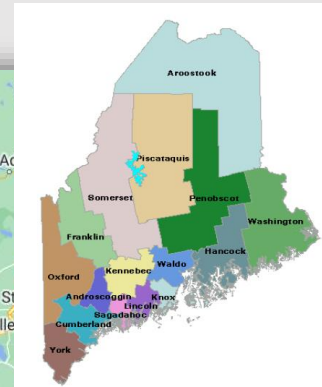 Aroostook
Piscataquis
Somerset
Penobscot
Washington
Franklin
Hancock
Waldo
Oxford
Kennebec
Androscoggin
Knox
Lincoln
Sagadahoc
Cumberland
York